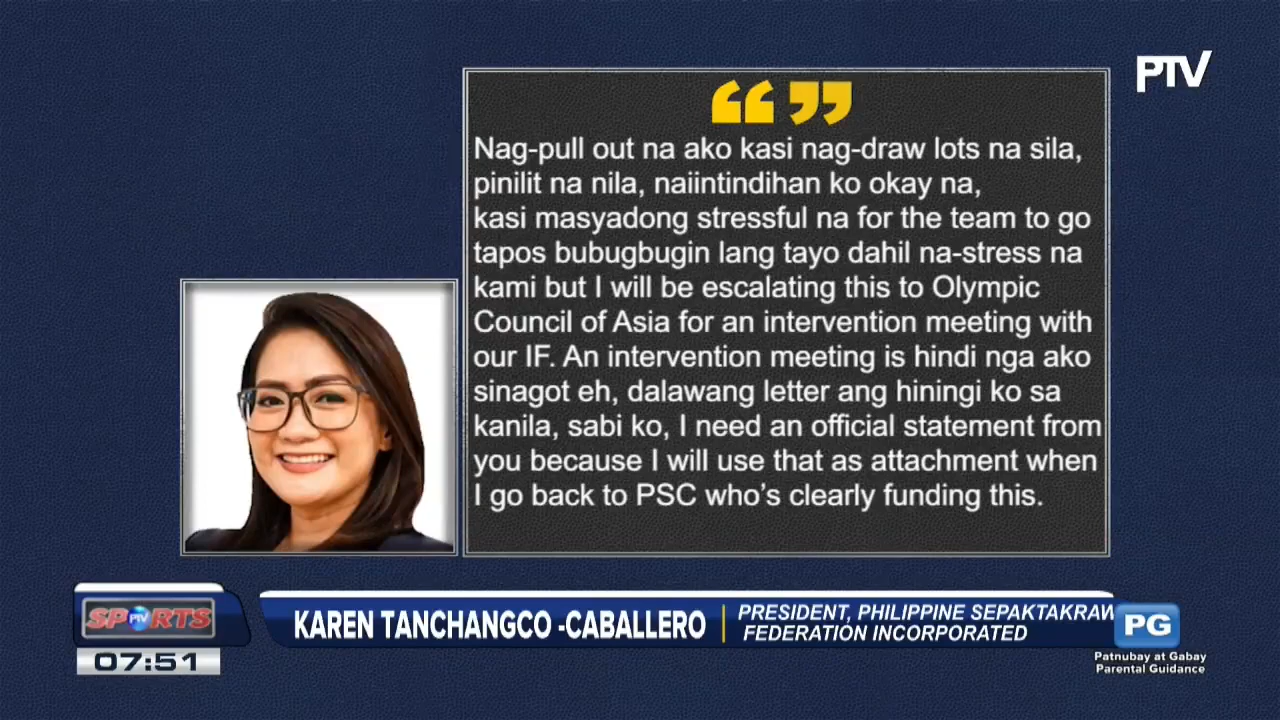 PTV
Nag-pull out na ako kasi nag-draw lots na sila,
pinilit na nila, naiintindihan ko okay na,
kasi masyadong stressful na for the team to go
tapos bubugbugin lang tayo dahil na-stress na
kami but I will be escalating this to Olympic
Council of Asia for an intervention meeting with
our IF. An intervention meeting is hindi nga ako
sinagot eh, dalawang letter ang hiningi ko sa
kanila, sabi ko, I need an official statement from
you because I will use that as attachment when
I go back to PSC who's clearly funding this.
PTV SPORTS
07:51
KAREN TANCHANGCO -CABALLERO
PRESIDENT, PHILIPPINE SEPAKTAKRAW
FEDERATION INCORPORATED
PG
Patnubay at Gabay
Parental Guidance